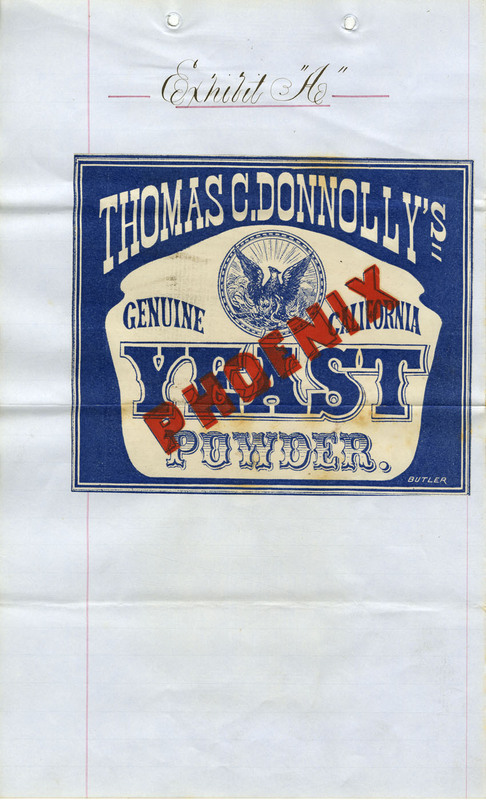 Exhibit "A"
THOMAS C. DONNOLLY'S
GENUINE CALIFORNIA
PHOENIX
YEAST
POWDER.
BUTLER